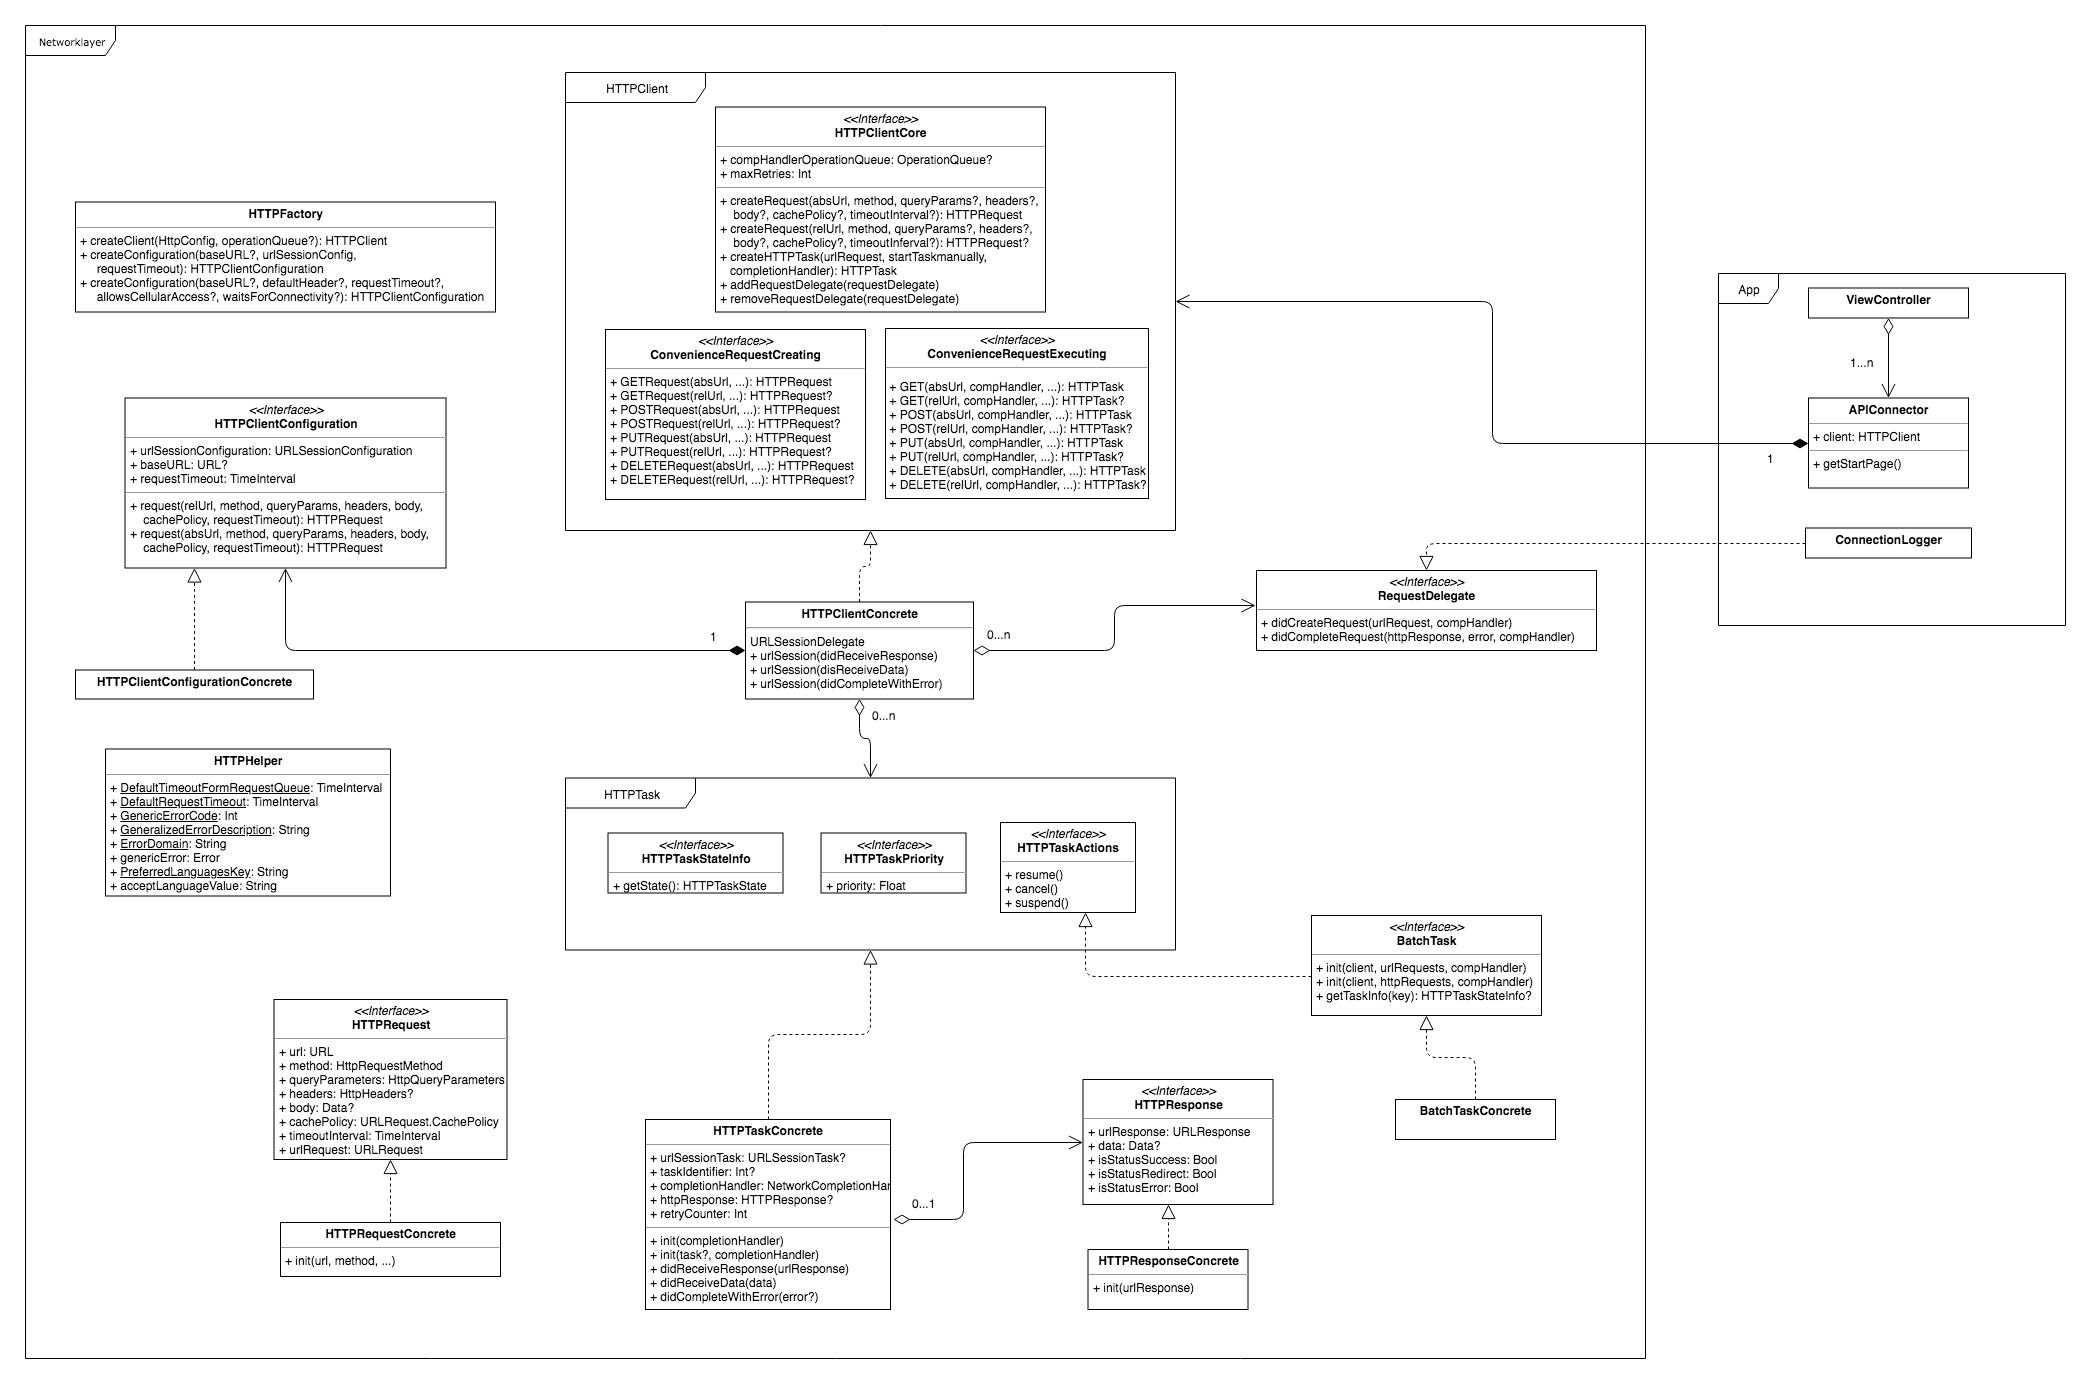 Networklayer
HTTPClient
<<Interface>>
HTTPClientCore
+ compHandlerOperationQueue: OperationQueue?
+ maxRetries: Int
+ createRequest(absUrl, method, queryParams?, headers?,
body?, cachePolicy?, timeoutInterval?): HTTPRequest
+ createRequest(relUrl, method, queryParams?, headers?,
body?, cachePolicy?, timeoutInferval?): HTTPRequest?
+ createHTTPTask(urlRequest, startTaskmanually,
completionHandler): HTTPTask
+ addRequestDelegate(requestDelegate)
+ removeRequestDelegate(requestDelegate)
HTTPFactory
+ createClient(HttpConfig, operationQueue?): HTTPClient
+ createConfiguration(baseURL?, urlSessionConfig,
requestTimeout): HTTPClientConfiguration
+ createConfiguration(baseURL?, defaultHeader?, requestTimeout?,
allowsCellularAccess?, waitsForConnectivity?): HTTPClientConfiguration
<<Interface>>
ConvenienceRequestCreating
+ GETRequest(absUrl, ...): HTTPRequest
+ GETRequest(relUrl, ...): HTTPRequest?
+ POSTRequest(absUrl, ...): HTTPRequest
+ POSTRequest(relUrl, ...): HTTPRequest?
+ PUTRequest(absUrl, ...): HTTPRequest
+ PUTRequest(relUrl, ...): HTTPRequest?
+ DELETERequest(absUrl, ...): HTTPRequest
+ DELETERequest(relUrl, ...): HTTPRequest?
<<Interface>>
ConvenienceRequestExecuting
+ GET(absUrl, compHandler, ...): HTTPTask
+ GET(relUrl, compHandler, ...): HTTPTask?
+ POST(absUrl, compHandler, ...): HTTPTask
+ POST(relUrl, compHandler, ...): HTTPTask?
+ PUT(absUrl, compHandler, ...): HTTPTask
+ PUT(relUrl, compHandler, ...): HTTPTask?
+ DELETE(absUrl, compHandler, ...): HTTPTask
+ DELETE(relUrl, compHandler, ...): HTTPTask?
App
ViewController
1...n
APIConnector
+ client: HTTPClient
+ getStartPage()
1
ConnectionLogger
<<Interface>>
HTTPClientConfiguration
+ urlSessionConfiguration: URLSessionConfiguration
+ baseURL: URL?
+ requestTimeout: TimeInterval
+ request(relUrl, method, queryParams, headers, body,
cachePolicy, requestTimeout): HTTPRequest
+ request(absUrl, method, queryParams, headers, body,
cachePolicy, requestTimeout): HTTPRequest
HTTPClientConfigurationConcrete
1
HTTPClientConcrete
URLSessionDelegate
+ urlSession(didReceiveResponse)
+ urlSession(disReceiveData)
+ urlSession(didCompleteWithError)
0...n
0...n
<<Interface>>
RequestDelegate
+ didCreateRequest(urlRequest, compHandler)
+ didCompleteRequest(httpResponse, error, compHandler)
HTTPHelper
+ DefaultTimeoutFormRequestQueue: TimeInterval
+ DefaultRequestTimeout: TimeInterval
+ GenericErrorCode: Int
+ GeneralizedErrorDescription: String
+ ErrorDomain: String
+ genericError: Error
+ PreferredLanguagesKey: String
+ acceptLanguageValue: String
HTTPTask
<<Interface>>
HTTPTaskStateInfo
+ getState(): HTTPTaskState
<<Interface>>
HTTPTaskPriority
+ priority: Float
<<Interface>>
HTTPTaskActions
+ resume()
+ cancel()
+ suspend()
<<Interface>>
BatchTask
+ init(client, urlRequests, compHandler)
+ init(client, httpRequests, compHandler)
+ getTaskInfo(key): HTTPTaskStateInfo?
BatchTaskConcrete
<<Interface>>
HTTPRequest
+ url: URL
+ method: HttpRequestMethod
+ queryParameters: HttpQueryParameters
+ headers: HttpHeaders?
+ body: Data?
+ cachePolicy: URLRequest.CachePolicy
+ timeoutInterval: TimeInterval
+ urlRequest: URLRequest
HTTPRequestConcrete
+ init(url, method, ...)
HTTPTaskConcrete
+ urlSessionTask: URLSessionTask?
+ taskIdentifier: Int?
+ completionHandler: NetworkCompletionHar
+ httpResponse: HTTPResponse?
+ retryCounter: Int
+ init(completionHandler)
+ init(task?, completionHandler)
+ didReceiveResponse(urlResponse)
+ didReceiveData(data)
+ didCompleteWithError(error?)
0...1
<<Interface>>
HTTPResponse
+ urlResponse: URLResponse
+ data: Data?
+ isStatusSuccess: Bool
+ isStatusRedirect: Bool
+ isStatusError: Bool
HTTPResponseConcrete
+ init(urlResponse)